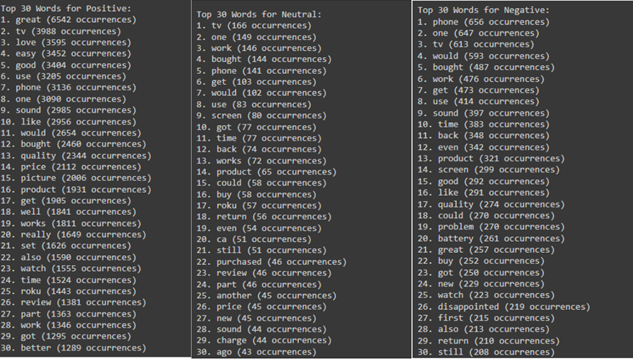 Top 30 Words for Positive:
1. great (6542 occurrences)
2. tv (3988 occurrences)
3. love (3595 occurrences)
4. easy (3452 occurrences)
5. good (3404 occurrences)
6. use (3205 occurrences)
7. phone (3136 occurrences)
8. one (3090 occurrences)
9. sound (2985 occurrences)
10. like (2956 occurrences)
11. would (2654 occurrences)
12. bought (2460 occurrences)
13. quality (2344 occurrences)
14. price (2112 occurrences)
15. picture (2006 occurrences)
16. product (1931 occurrences)
17. get (1905 occurrences)
18. well (1841 occurrences)
19. works (1811 occurrences)
20. really (1649 occurrences)
21. set (1626 occurrences)
22. also (1590 occurrences)
23. watch (1555 occurrences)
24. time (1524 occurrences)
25. roku (1443 occurrences)
26. review (1381 occurrences)
27. part (1363 occurrences)
28. work (1346 occurrences)
29. got (1295 occurrences)
30. better (1289 occurrences)
Top 30 Words for Neutral:
1. tv (166 occurrences)
2. one (149 occurrences)
3. work (146 occurrences)
4. bought (144 occurrences)
5. phone (141 occurrences)
6. get (103 occurrences)
7. would (102 occurrences)
8. use (83 occurrences)
9. screen (80 occurrences)
10. got (77 occurrences)
11. time (77 occurrences)
12. back (74 occurrences)
13. works (72 occurrences)
14. product (65 occurrences)
15. could (58 occurrences)
16. buy (58 occurrences)
17. roku (57 occurrences)
18. return (56 occurrences)
19. even (54 occurrences)
20. ca (51 occurrences)
21. still (51 occurrences)
22. purchased (46 occurrences)
23. review (46 occurrences)
24. part (46 occurrences)
25. another (45 occurrences)
26. price (45 occurrences)
27. new (45 occurrences)
28. sound (44 occurrences)
29. charge (44 occurrences)
30. ago (43 occurrences)
Top 30 Words for Negative:
1. phone (656 occurrences)
2. one (647 occurrences)
3. tv (613 occurrences)
4. would (593 occurrences)
5. bought (487 occurrences)
6. work (476 occurrences)
7. get (473 occurrences)
8. use (414 occurrences)
9. sound (397 occurrences)
10. time (383 occurrences)
11. back (348 occurrences)
12. even (342 occurrences)
13. product (321 occurrences)
14. screen (299 occurrences)
15. good (292 occurrences)
16. like (291 occurrences)
17. quality (274 occurrences)
18. could (270 occurrences)
19. problem (270 occurrences)
20. battery (261 occurrences)
21. great (257 occurrences)
22. buy (252 occurrences)
23. got (250 occurrences)
24. new (229 occurrences)
25. watch (223 occurrences)
26. disappointed (219 occurrences)
27. first (215 occurrences)
28. also (213 occurrences)
29. return (210 occurrences)
30. still (208 occurrences)